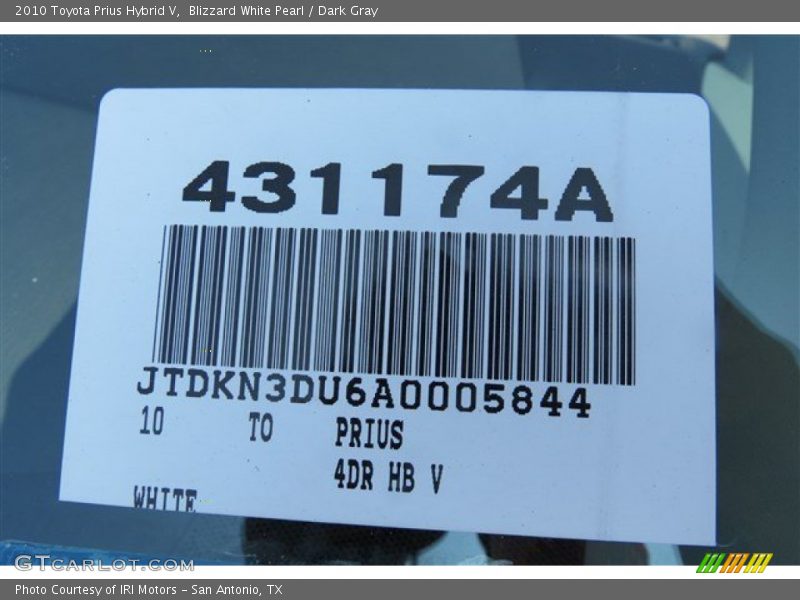 2010 Toyota Prius Hybrid V, Blizzard White Pearl / Dark Gray
431174A
JTDKN3DU6A0005844
10 TO PRIUS
4DR HB V
WHITE
GTCARLOT.COM
Photo Courtesy of IRI Motors - San Antonio, TX